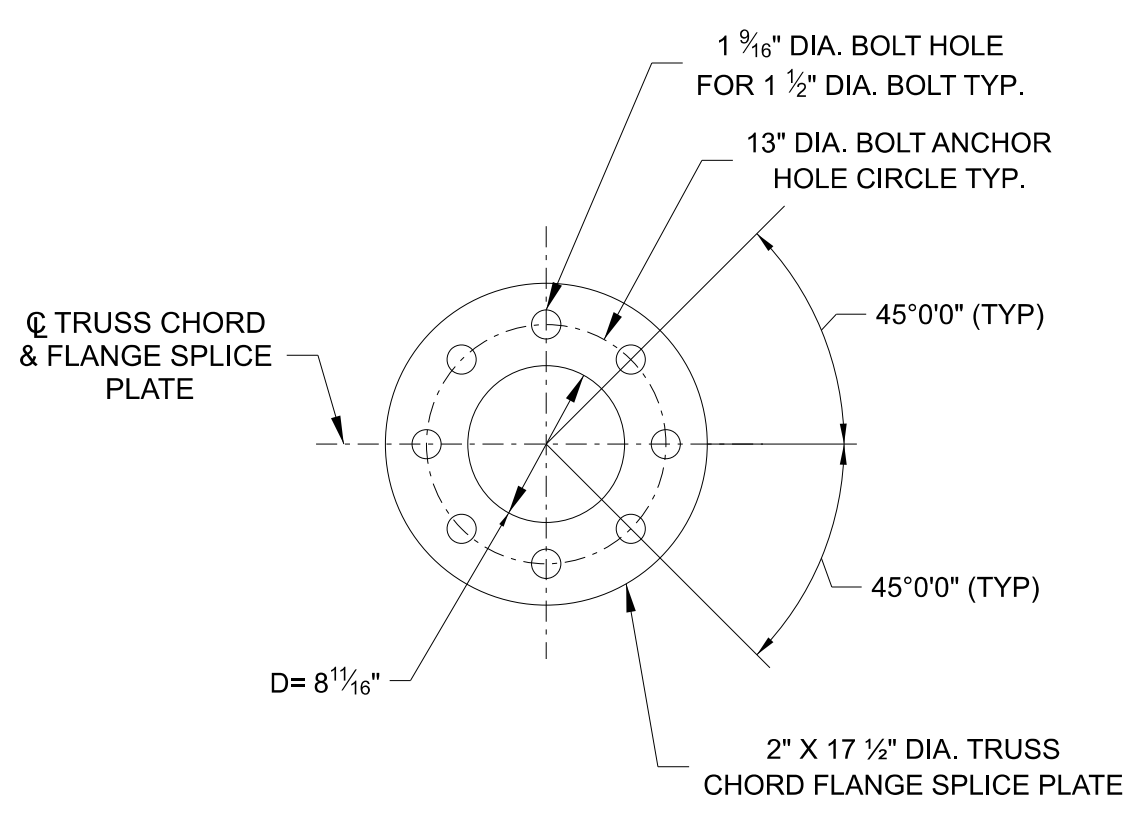 1 9⁄16" DIA. BOLT HOLE
FOR 1 ½" DIA. BOLT TYP.
13" DIA. BOLT ANCHOR
HOLE CIRCLE TYP.
℄ TRUSS CHORD
& FLANGE SPLICE
PLATE
45°0'0" (TYP)
45°0'0" (TYP)
D= 8 11⁄16"
2" X 17 ½" DIA. TRUSS
CHORD FLANGE SPLICE PLATE